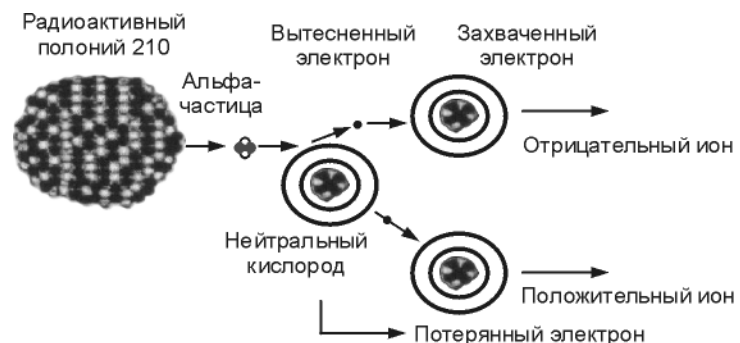 Радиоактивный
полоний 210
Альфа-
частица
Вытесненный
электрон
Захваченный
электрон
Отрицательный ион
Нейтральный
кислород
Положительный ион
Потерянный электрон